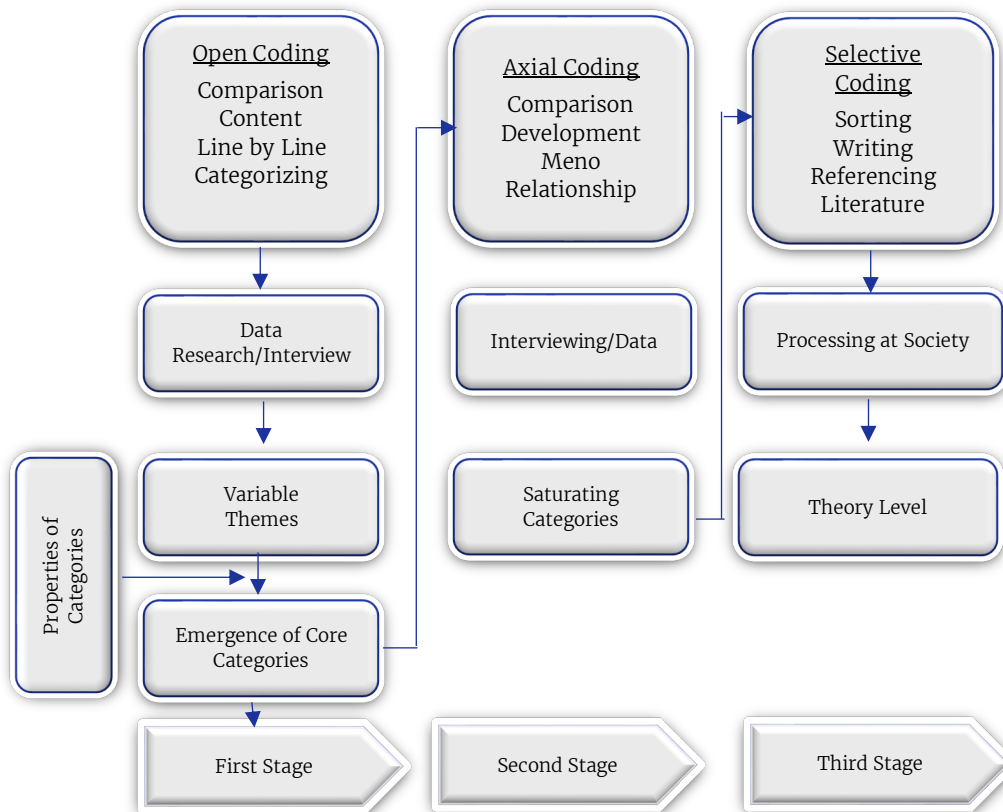 Open Coding
Comparison
Content
Line by Line
Categorizing
Data
Research/Interview
Variable
Themes
Properties of
Categories
Emergence of Core
Categories
First Stage
Axial Coding
Comparison
Development
Meno
Relationship
Interviewing/Data
Saturating
Categories
Second Stage
Selective
Coding
Sorting
Writing
Referencing
Literature
Processing at Society
Theory Level
Third Stage